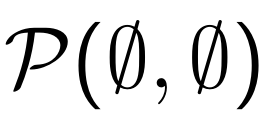 𝒫(∅, ∅)